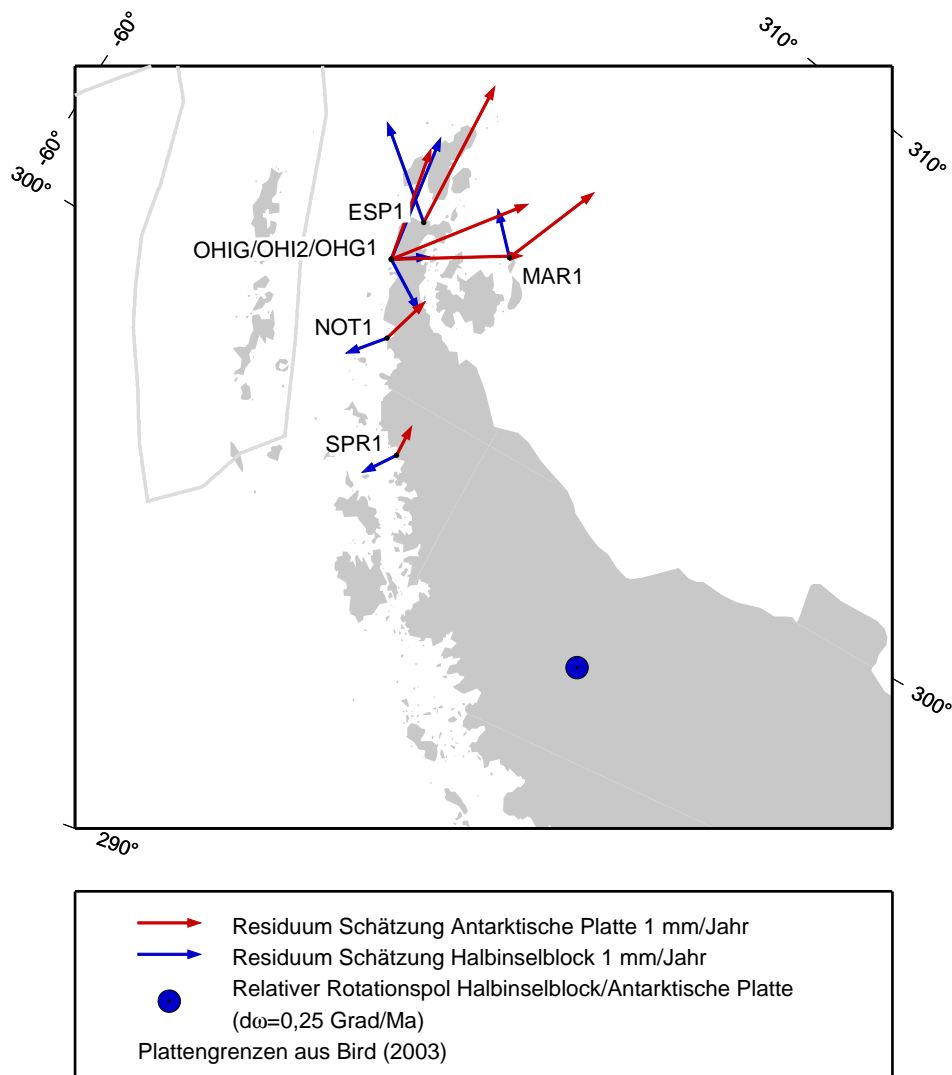 -60°
310°
-60°
300°
310°
ESP1
OHIG/OHI2/OHG1
MAR1
NOT1
SPR1
300°
290°
Residuum Schätzung Antarktische Platte 1 mm/Jahr
Residuum Schätzung Halbinselblock 1 mm/Jahr
Relativer Rotationspol Halbinselblock/Antarktische Platte
(dω=0,25 Grad/Ma)
Plattengrenzen aus Bird (2003)